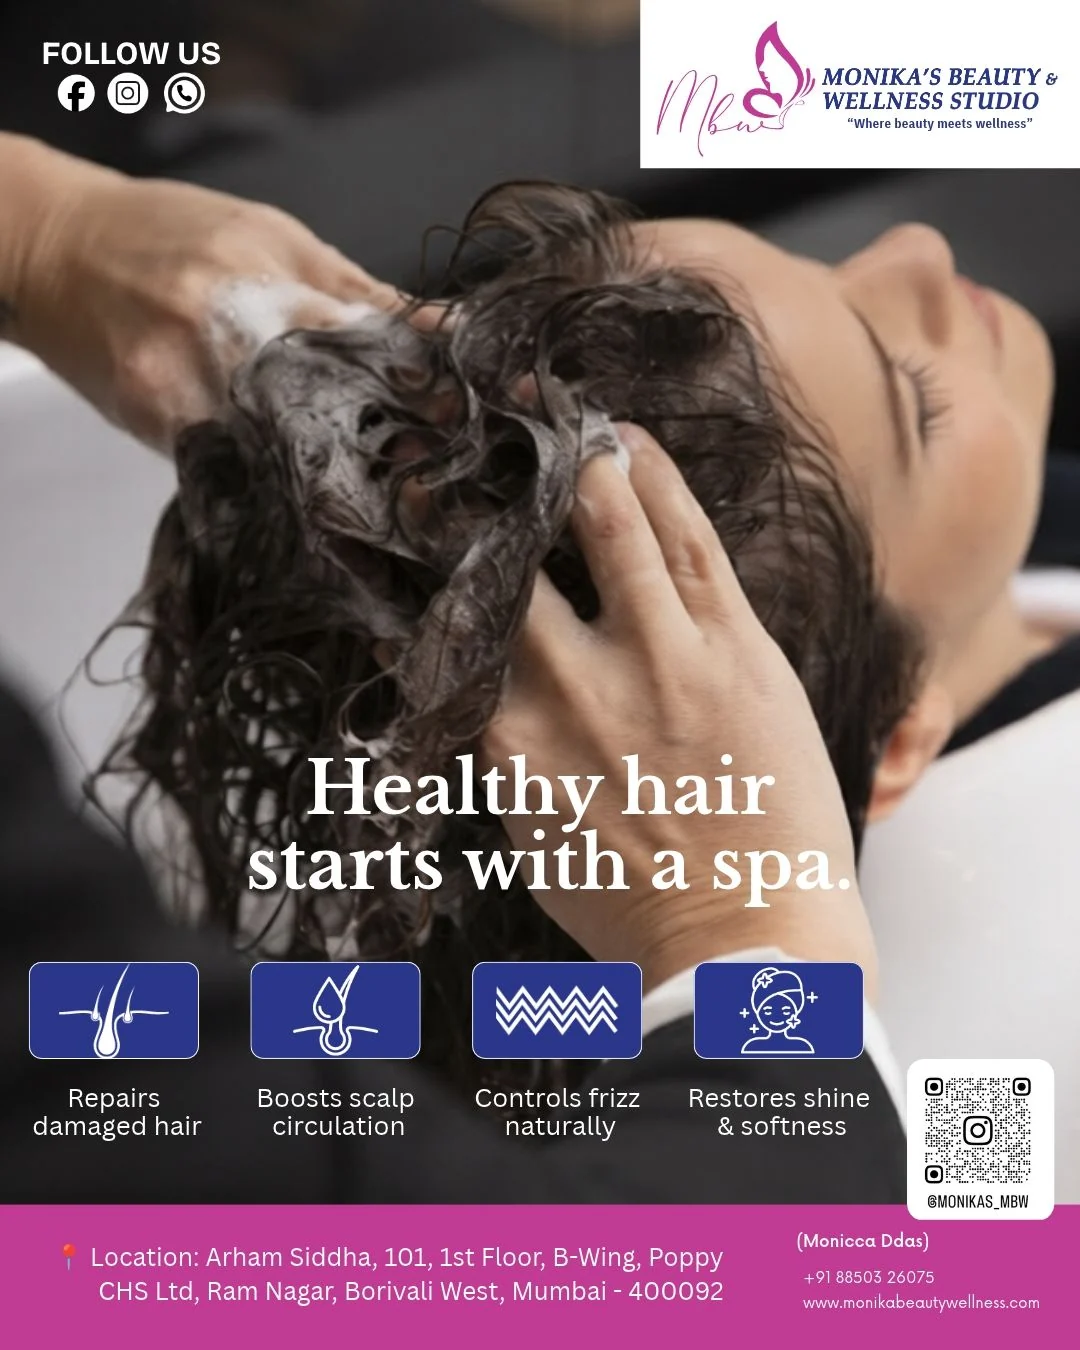 FOLLOW US
Mbw
MONIKA'S BEAUTY &
WELLNESS STUDIO
“Where beauty meets wellness”
Healthy hair
starts with a spa.
Repairs
damaged hair
Boosts scalp
circulation
Controls frizz
naturally
Restores shine
& softness
@MONIKAS_MBW
📍 Location: Arham Siddha, 101, 1st Floor, B-Wing, Poppy
CHS Ltd, Ram Nagar, Borivali West, Mumbai - 400092
(Monicca Ddas)
+91 88503 26075
www.monikabeautywellness.com